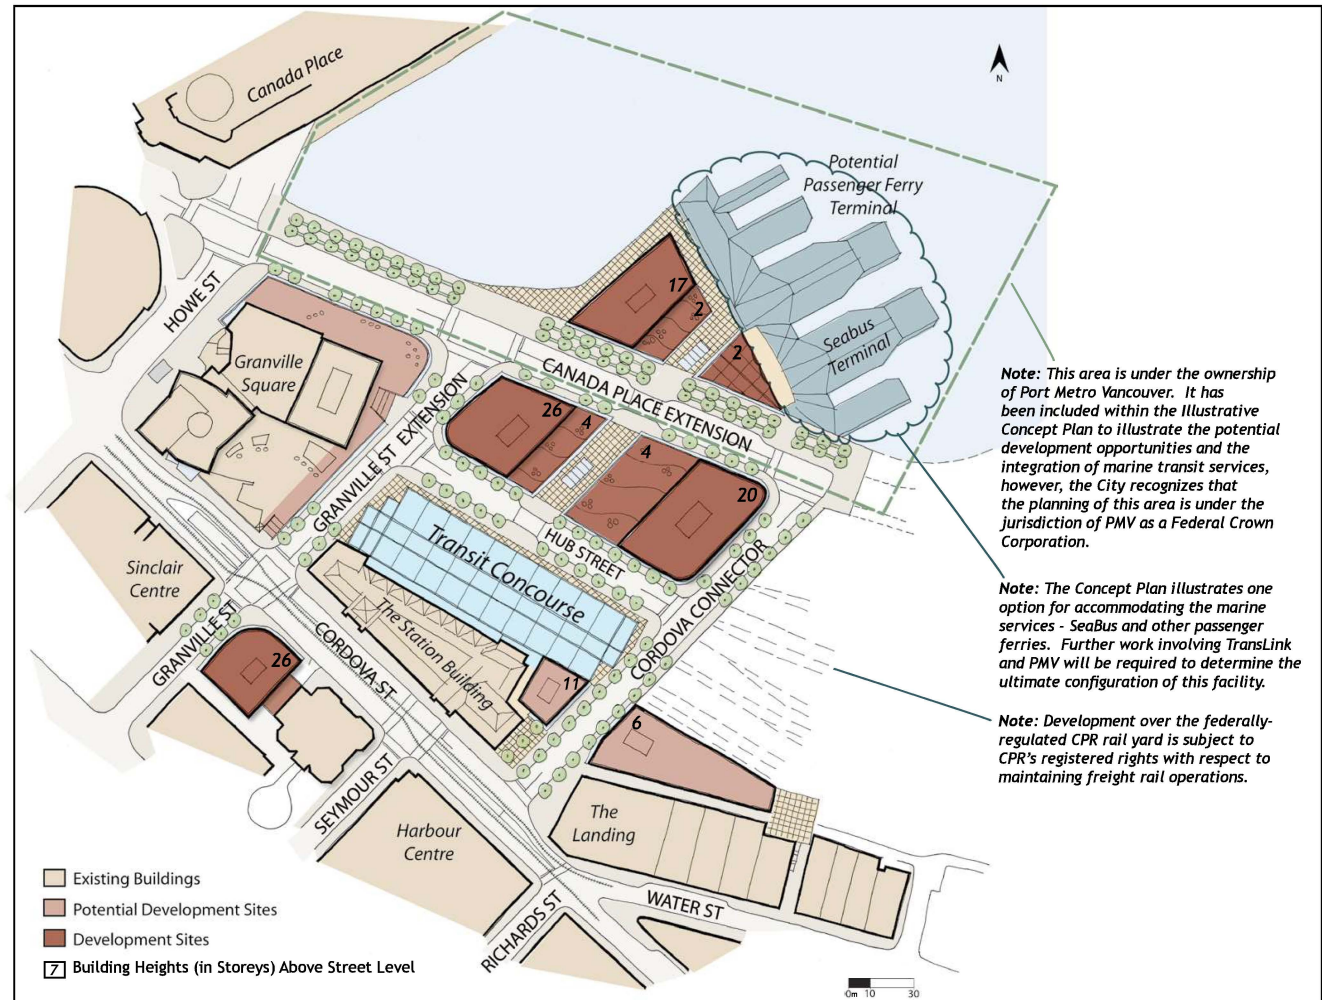 Canada Place
N
Potential
Passenger Ferry
Terminal
HOWE ST
17
2
2
Seabus
Terminal
Granville
Square
CANADA PLACE EXTENSION
GRANVILLE ST EXTENSION
26
4
4
20
Note: This area is under the ownership
of Port Metro Vancouver. It has
been included within the Illustrative
Concept Plan to illustrate the potential
development opportunities and the
integration of marine transit services,
however, the City recognizes that
the planning of this area is under the
jurisdiction of PMV as a Federal Crown
Corporation.
Transit Concourse
HUB STREET
Sinclair
Centre
The Station Building
CORDOVA CONNECTOR
Note: The Concept Plan illustrates one
option for accommodating the marine
services - SeaBus and other passenger
ferries. Further work involving TransLink
and PMV will be required to determine the
ultimate configuration of this facility.
GRANVILLE ST
CORDOVA ST
26
11
6
Note: Development over the federally-
regulated CPR rail yard is subject to
CPR's registered rights with respect to
maintaining freight rail operations.
SEYMOUR ST
Harbour
Centre
The
Landing
WATER ST
RICHARDS ST
Existing Buildings
Potential Development Sites
Development Sites
7 Building Heights (in Storeys) Above Street Level
0m 10 30